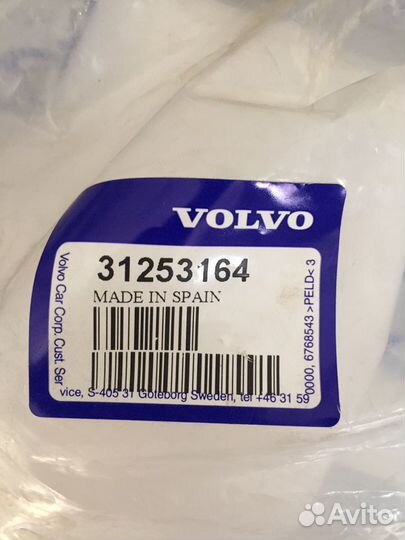 VOLVO
31253164
MADE IN SPAIN
Volvo Car Corp. Cust. Ser
vice, S-405 31 Göteborg Sweden, tel +46 31 59
0000, 6768543 >PELD< 3
Avito